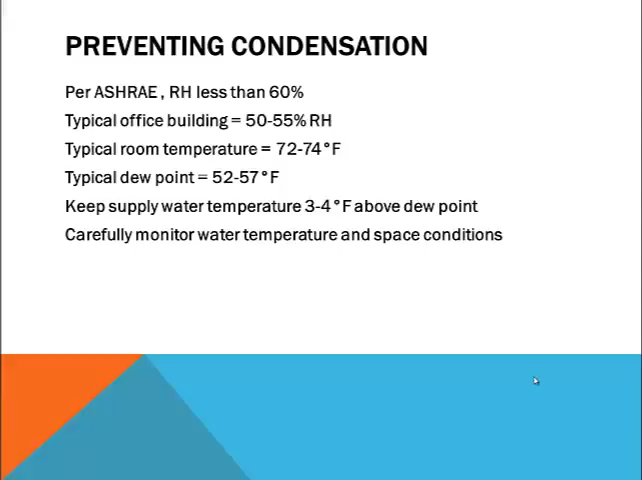 PREVENTING CONDENSATION
Per ASHRAE , RH less than 60%
Typical office building = 50-55% RH
Typical room temperature = 72-74°F
Typical dew point = 52-57°F
Keep supply water temperature 3-4°F above dew point
Carefully monitor water temperature and space conditions